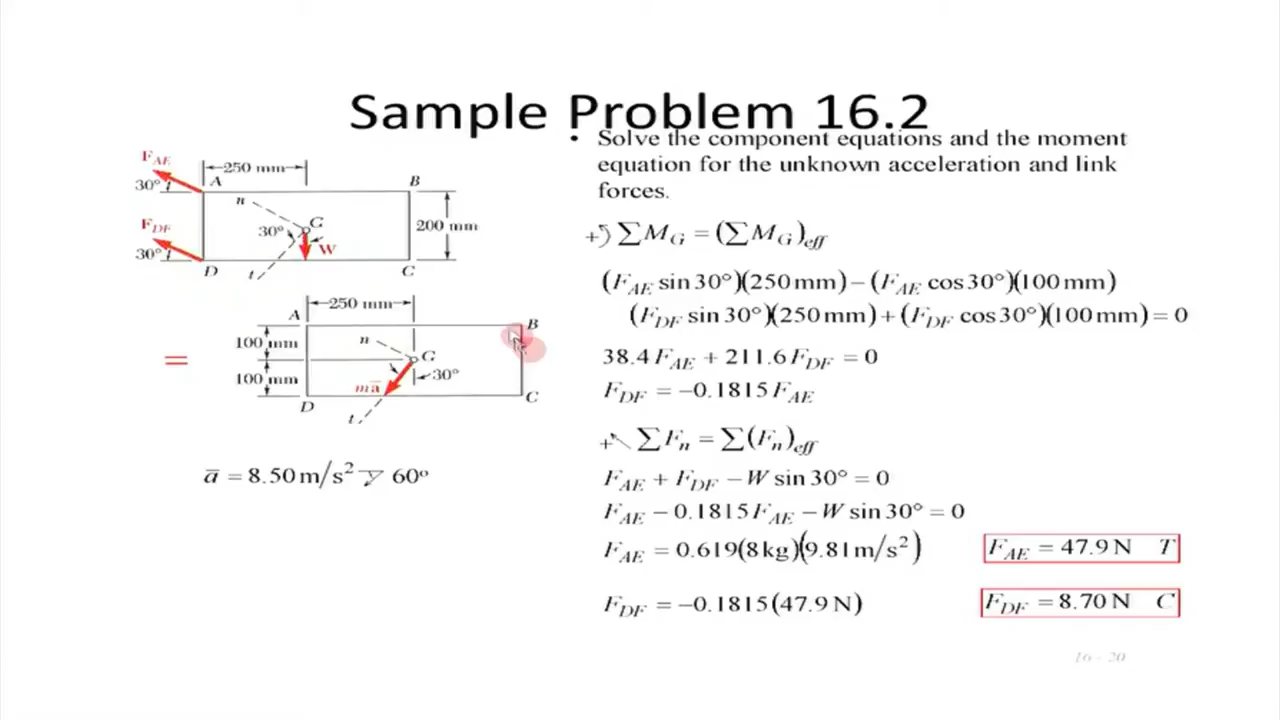 Sample Problem 16.2
• Solve the component equations and the moment
equation for the unknown acceleration and link
forces.
F_AE
250 mm
A
B
30°
n
G
F_DF
30°
200 mm
W
30°
D
t
C
+↺ ∑M_G = (∑M_G)_eff
(F_AE sin 30°)(250 mm) − (F_AE cos 30°)(100 mm)
(F_DF sin 30°)(250 mm) + (F_DF cos 30°)(100 mm) = 0
250 mm
A
B
100 mm
n
G
=
100 mm
ma̅
30°
D
t
C
38.4 F_AE + 211.6 F_DF = 0
F_DF = −0.1815 F_AE
+↖ ∑F_n = ∑(F_n)_eff
a̅ = 8.50 m/s² 60°
F_AE + F_DF − W sin 30° = 0
F_AE − 0.1815 F_AE − W sin 30° = 0
F_AE = 0.619(8 kg)(9.81 m/s²)
F_AE = 47.9 N T
F_DF = −0.1815(47.9 N)
F_DF = 8.70 N C
16 - 20